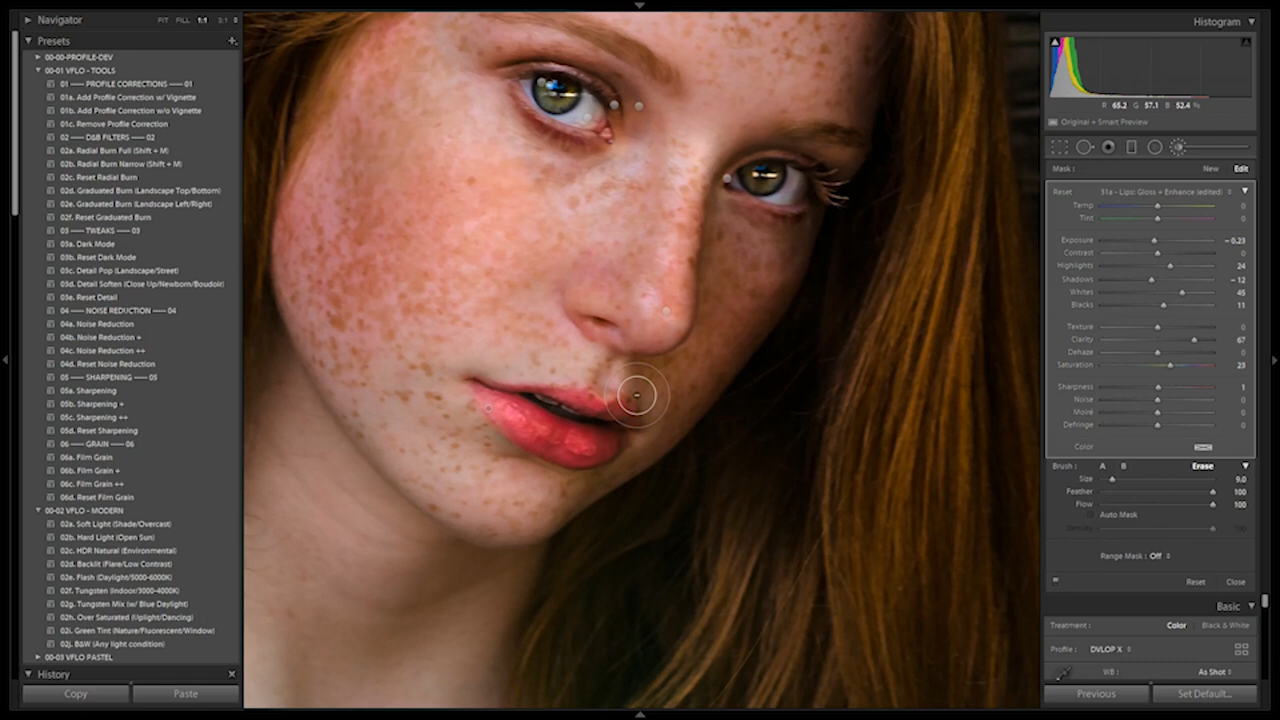 Navigator FIT FILL 1:1 3:1
Presets +
00-00-PROFILE-DEV
00-01 VFLO - TOOLS
01 —— PROFILE CORRECTIONS —— 01
01a. Add Profile Correction w/ Vignette
01b. Add Profile Correction w/o Vignette
01c. Remove Profile Correction
02 —— D&B FILTERS —— 02
02a. Radial Burn Full (Shift + M)
02b. Radial Burn Narrow (Shift + M)
02c. Reset Radial Burn
02d. Graduated Burn (Landscape Top/Bottom)
02e. Graduated Burn (Landscape Left/Right)
02f. Reset Graduated Burn
03 —— TWEAKS —— 03
03a. Dark Mode
03b. Reset Dark Mode
03c. Detail Pop (Landscape/Street)
03d. Detail Soften (Close Up/Newborn/Boudoir)
03e. Reset Detail
04 —— NOISE REDUCTION —— 04
04a. Noise Reduction
04b. Noise Reduction +
04c. Noise Reduction ++
04d. Reset Noise Reduction
05 —— SHARPENING —— 05
05a. Sharpening
05b. Sharpening +
05c. Sharpening ++
05d. Reset Sharpening
06 —— GRAIN —— 06
06a. Film Grain
06b. Film Grain +
06c. Film Grain ++
06d. Reset Film Grain
00-02 VFLO - MODERN
02a. Soft Light (Shade/Overcast)
02b. Hard Light (Open Sun)
02c. HDR Natural (Environmental)
02d. Backlit (Flare/Low Contrast)
02e. Flash (Daylight/5000-6000K)
02f. Tungsten (Indoor/3000-4000K)
02g. Tungsten Mix (w/ Blue Daylight)
02h. Over Saturated (Uplight/Dancing)
02i. Green Tint (Nature/Fluorescent/Window)
02j. B&W (Any light condition)
00-03 VFLO PASTEL
History
Copy Paste
Histogram
R 65.2 G 57.1 B 52.4 %
Original + Smart Preview
Mask : New Edit
Reset 51a - Lips: Gloss + Enhance (edited)
Temp 0
Tint 0
Exposure – 0.23
Contrast 0
Highlights 24
Shadows – 12
Whites 45
Blacks 11
Texture 0
Clarity 67
Dehaze 0
Saturation 23
Sharpness 1
Noise 0
Moiré 0
Defringe 0
Color
Brush : A B Erase
Size 9.0
Feather 100
Flow 100
Auto Mask
Density 100
Range Mask : Off
Reset Close
Basic
Treatment : Color Black & White
Profile : DVLOP X
WB : As Shot
Previous Set Default...